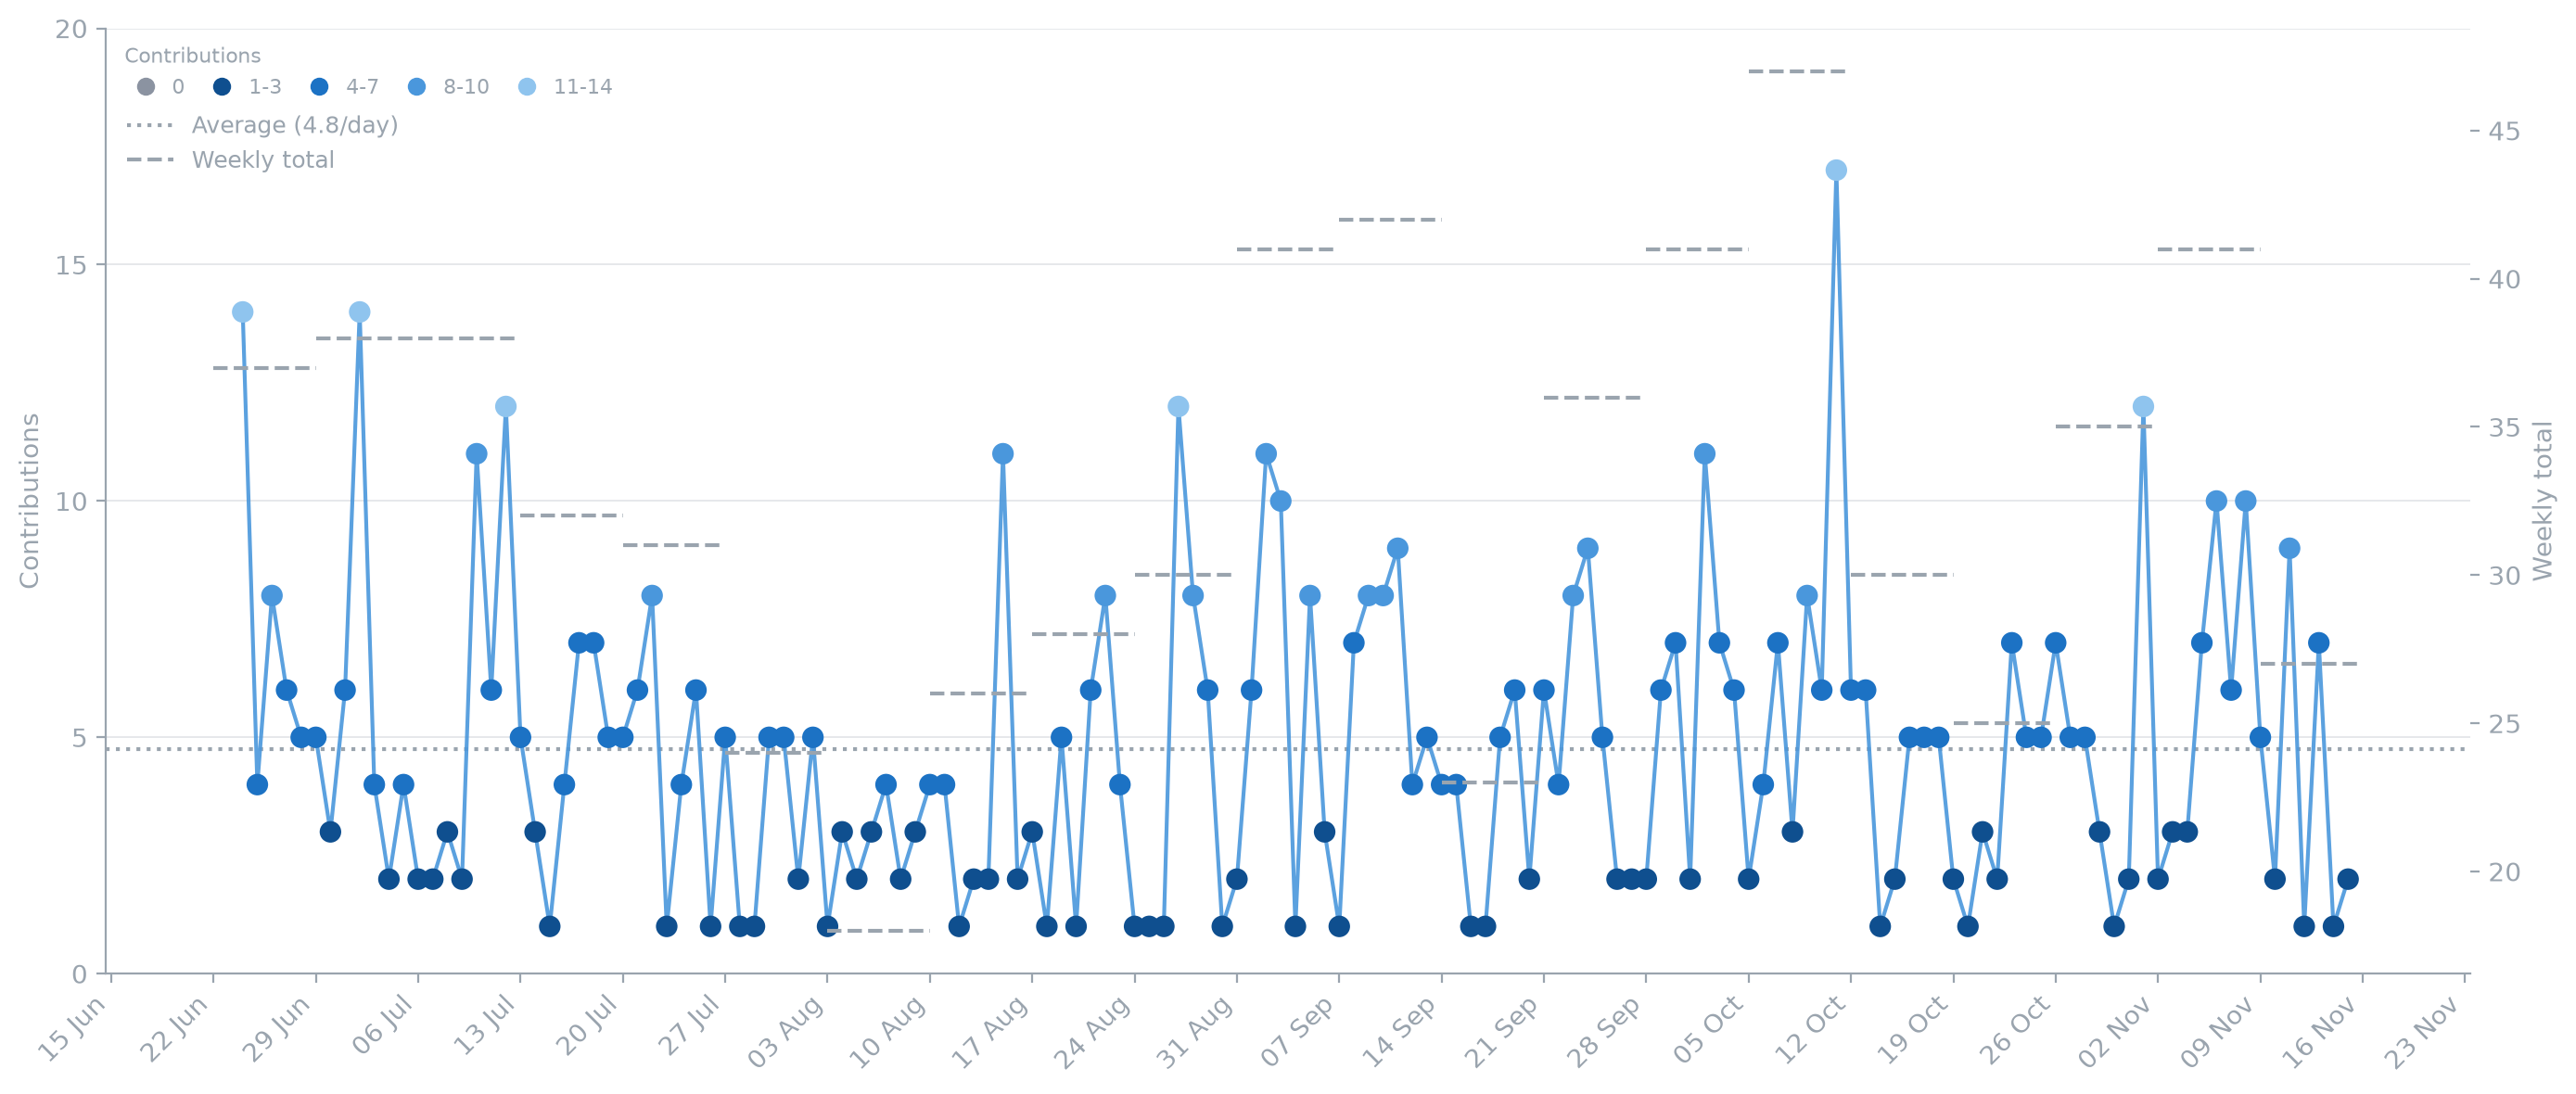 Contributions
0 1-3 4-7 8-10 11-14
Average (4.8/day)
Weekly total
20
15
10
5
0
Contributions
45
40
35
30
25
20
Weekly total
15 Jun
22 Jun
29 Jun
06 Jul
13 Jul
20 Jul
27 Jul
03 Aug
10 Aug
17 Aug
24 Aug
31 Aug
07 Sep
14 Sep
21 Sep
28 Sep
05 Oct
12 Oct
19 Oct
26 Oct
02 Nov
09 Nov
16 Nov
23 Nov